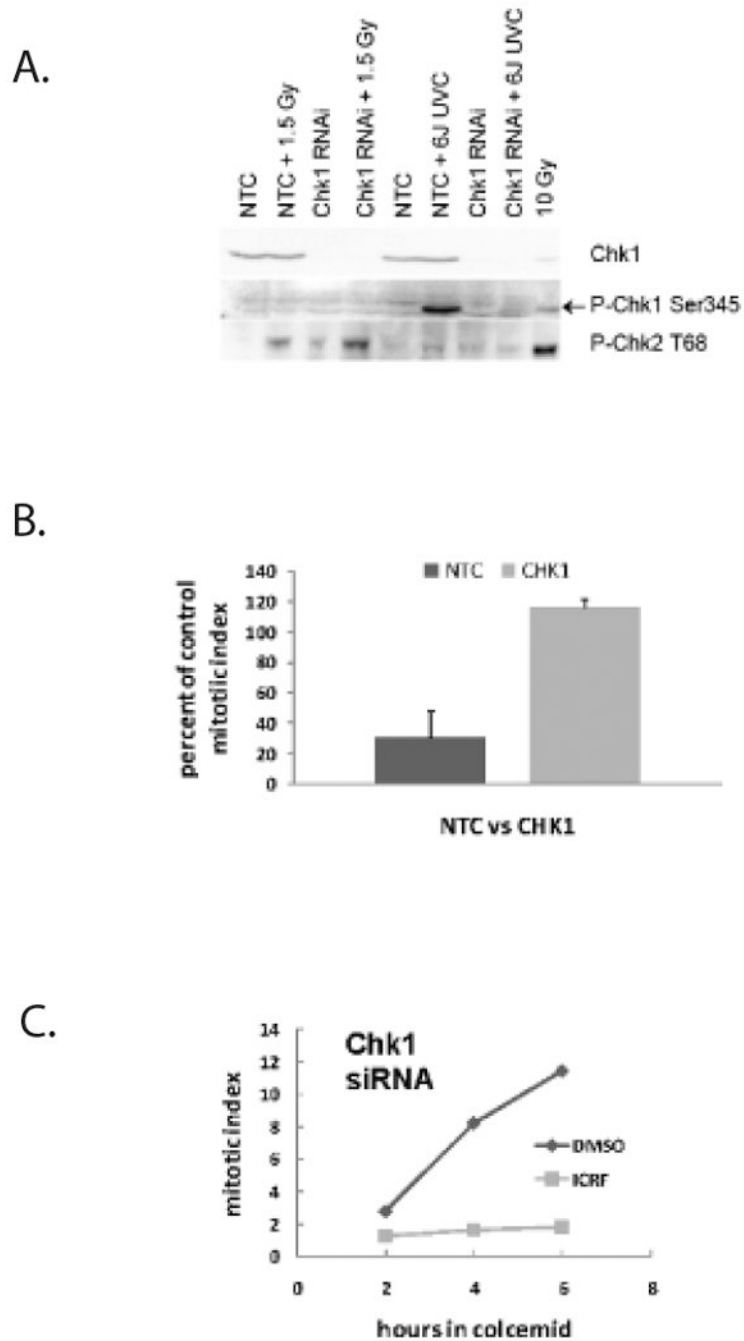 A.
NTC
NTC + 1.5 Gy
Chk1 RNAi
Chk1 RNAi + 1.5 Gy
NTC
NTC + 6J UVC
Chk1 RNAi
Chk1 RNAi + 6J UVC
10 Gy
Chk1
P-Chk1 Ser345
P-Chk2 T68
B.
NTC CHK1
140
120
100
80
60
40
20
0
percent of control
mitotiic index
NTC vs CHK1
C.
Chk1
siRNA
14
12
10
8
6
4
2
0
mitotic index
DMSO
ICRF
0 2 4 6 8
hours in colcemid